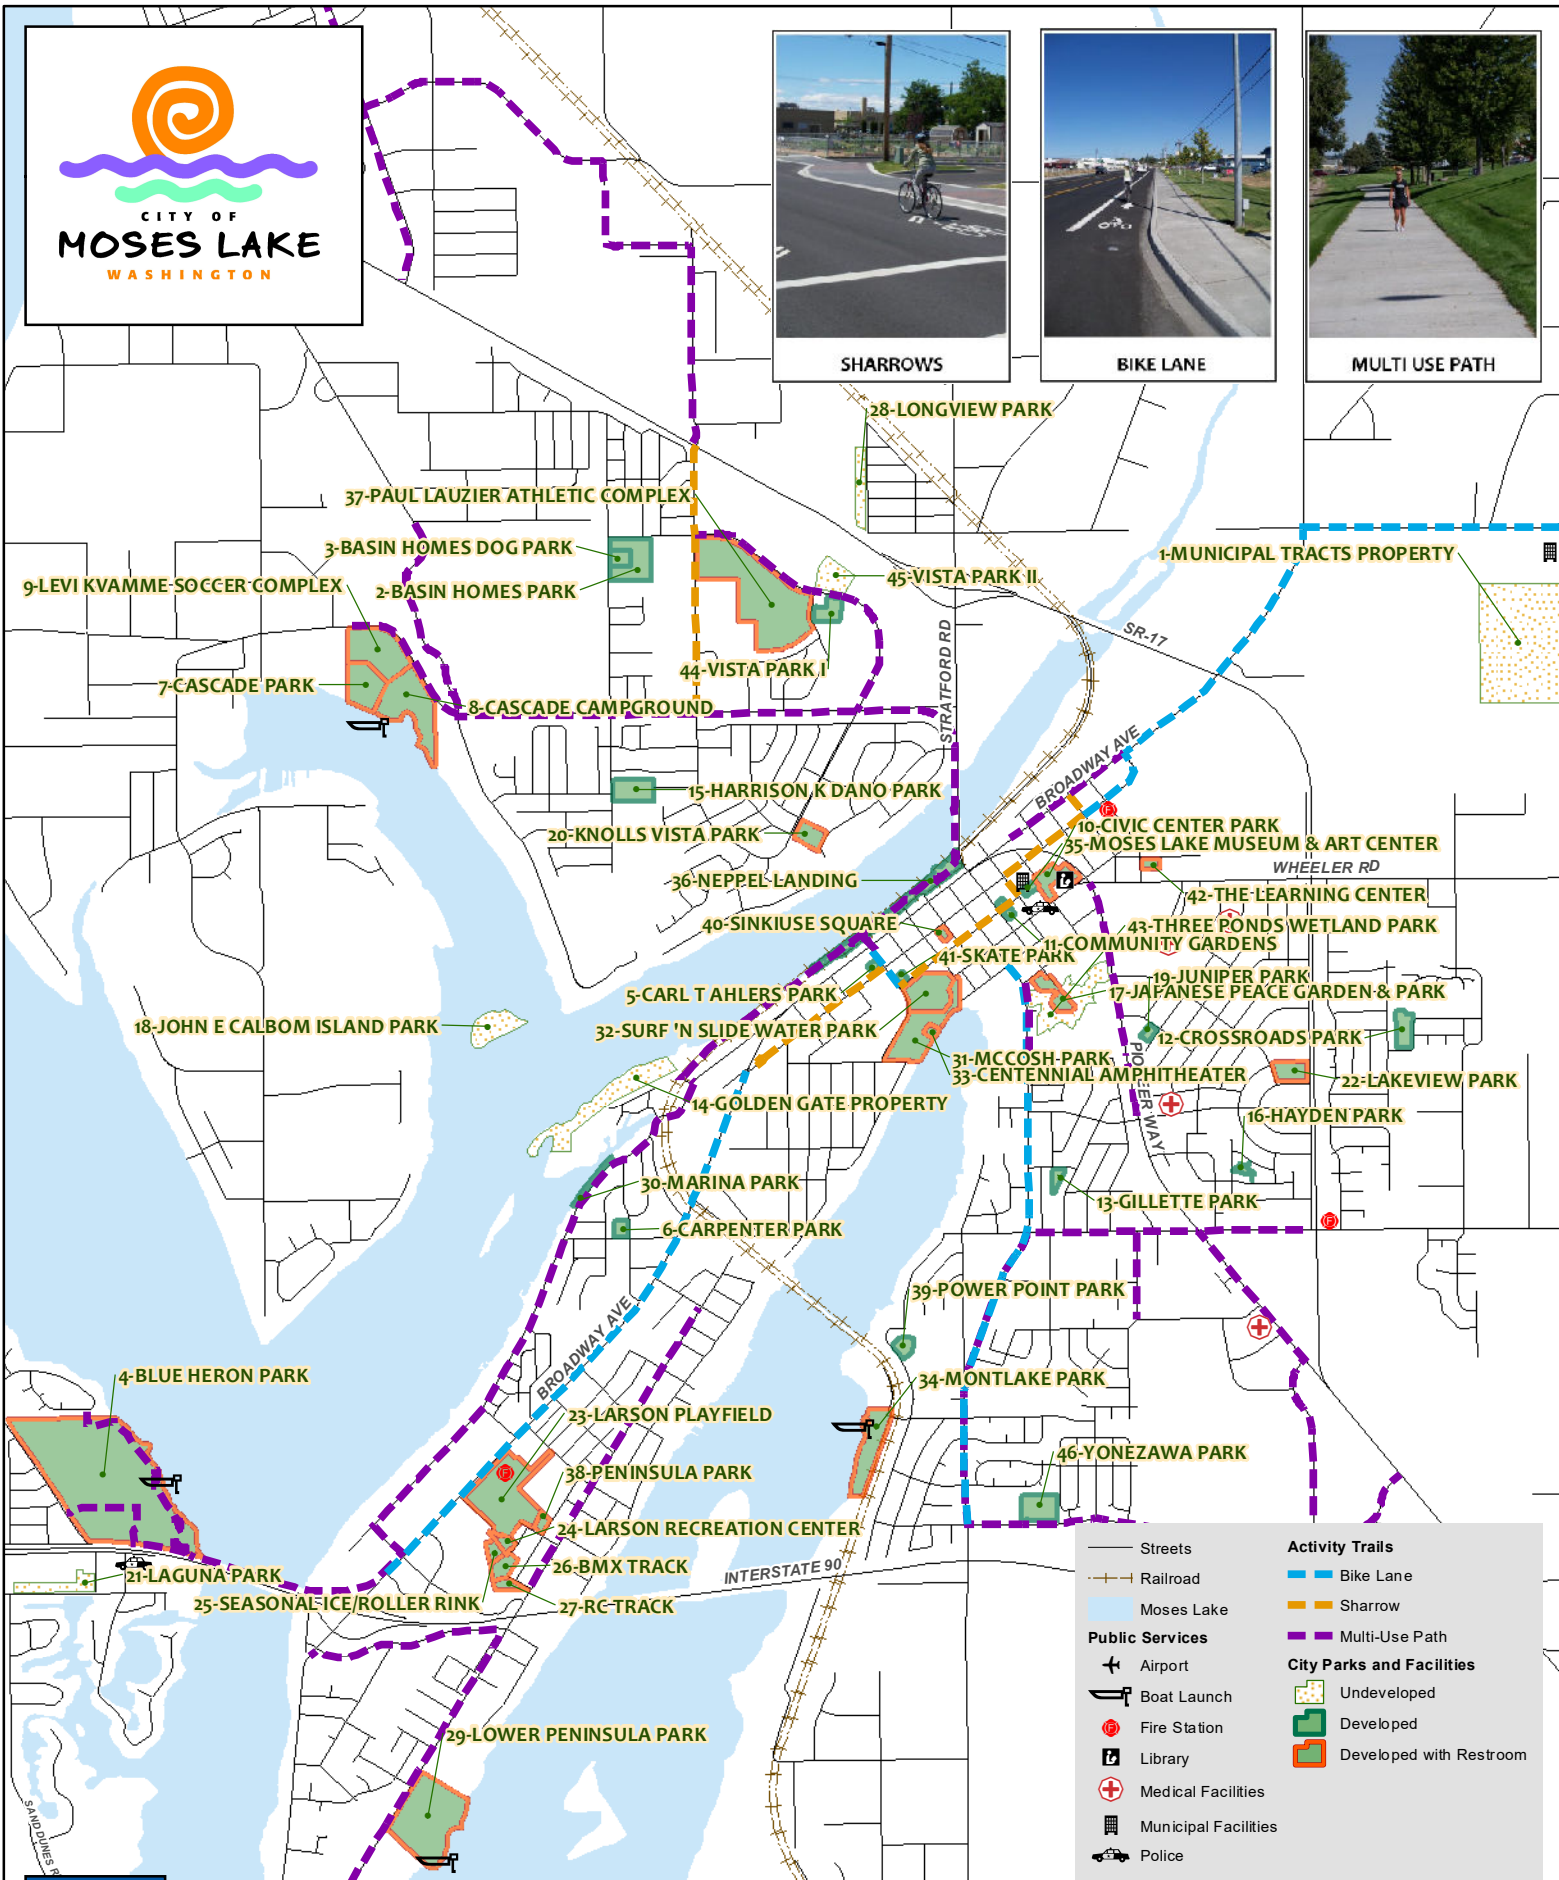 CITY OF
MOSES LAKE
WASHINGTON
SHARROWS
BIKE LANE
MULTI USE PATH
28-LONGVIEW PARK
37-PAUL LAUZIER ATHLETIC COMPLEX
3-BASIN HOMES DOG PARK
1-MUNICIPAL TRACTS PROPERTY
9-LEVI KVAMME SOCCER COMPLEX
2-BASIN HOMES PARK
45-VISTA PARK II
SR-17
STRATFORD RD
44-VISTA PARK I
7-CASCADE PARK
8-CASCADE CAMPGROUND
BROADWAY AVE
15-HARRISON K DANO PARK
20-KNOLLS VISTA PARK
10-CIVIC CENTER PARK
35-MOSES LAKE MUSEUM & ART CENTER
WHEELER RD
36-NEPPEL LANDING
42-THE LEARNING CENTER
40-SINKIUSE SQUARE
43-THREE PONDS WETLAND PARK
11-COMMUNITY GARDENS
41-SKATE PARK
19-JUNIPER PARK
5-CARL T AHLERS PARK
17-JAPANESE PEACE GARDEN & PARK
18-JOHN E CALBOM ISLAND PARK
32-SURF 'N SLIDE WATER PARK
12-CROSSROADS PARK
31-MCCOSH PARK
33-CENTENNIAL AMPHITHEATER
22-LAKEVIEW PARK
PIONEER WAY
14-GOLDEN GATE PROPERTY
16-HAYDEN PARK
30-MARINA PARK
13-GILLETTE PARK
6-CARPENTER PARK
39-POWER POINT PARK
BROADWAY AVE
4-BLUE HERON PARK
34-MONTLAKE PARK
23-LARSON PLAYFIELD
46-YONEZAWA PARK
38-PENINSULA PARK
24-LARSON RECREATION CENTER
26-BMX TRACK
INTERSTATE 90
21-LAGUNA PARK
25-SEASONAL ICE/ROLLER RINK
27-RC TRACK
29-LOWER PENINSULA PARK
SAND DUNES R
Streets
Railroad
Moses Lake
Public Services
Airport
Boat Launch
Fire Station
Library
Medical Facilities
Municipal Facilities
Police
Activity Trails
Bike Lane
Sharrow
Multi-Use Path
City Parks and Facilities
Undeveloped
Developed
Developed with Restroom